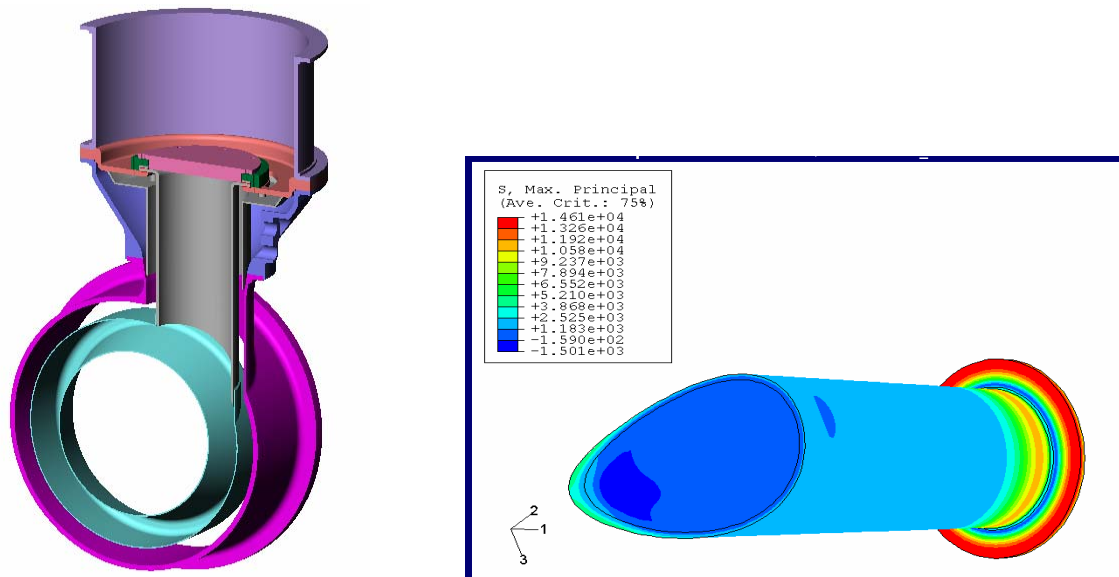 S, Max. Principal
(Ave. Crit.: 75%)
+1.461e+04
+1.326e+04
+1.192e+04
+1.058e+04
+9.237e+03
+7.894e+03
+6.552e+03
+5.210e+03
+3.868e+03
+2.525e+03
+1.183e+03
-1.590e+02
-1.501e+03
2
1
3